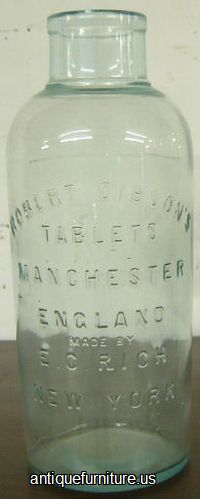 ROBERT GIBSON'S
TABLETS
MANCHESTER
ENGLAND
MADE BY
E.C. RICH
NEW YORK
antiquefurniture.us